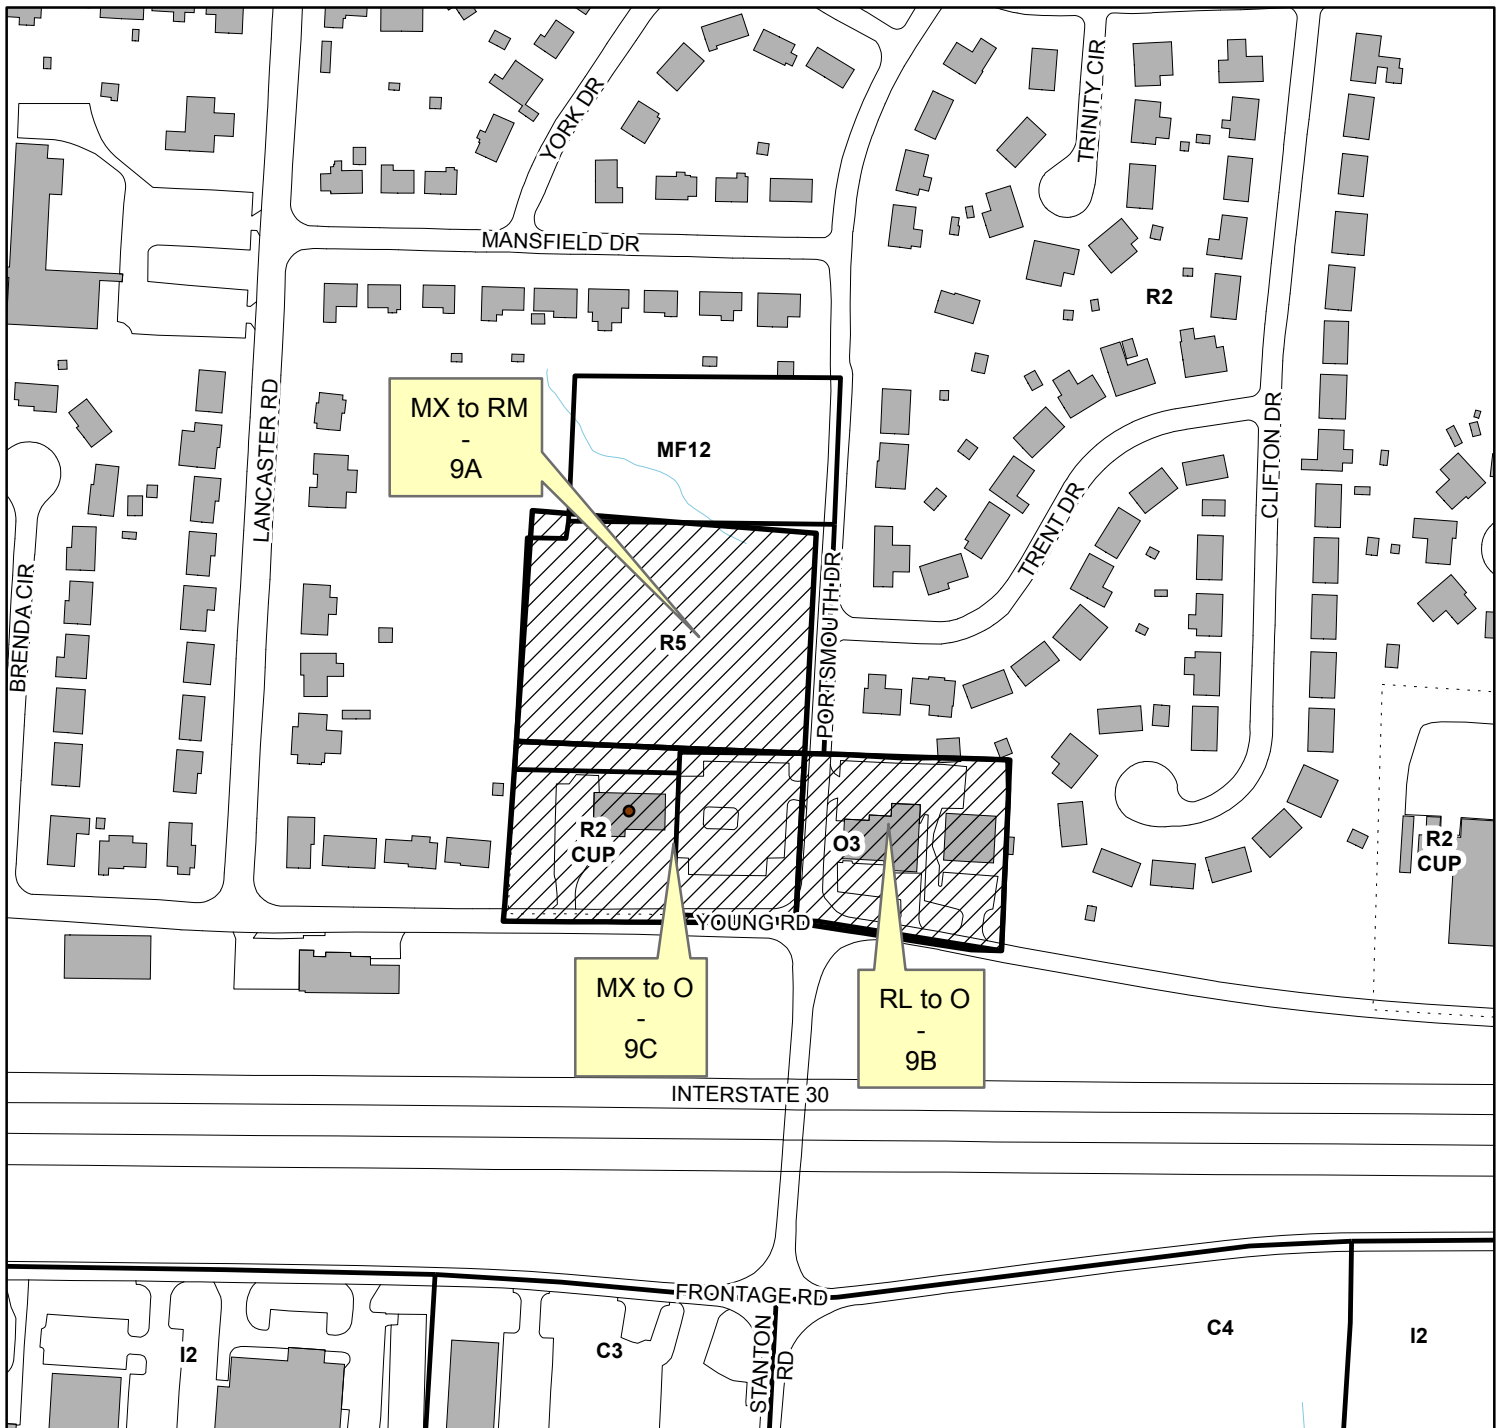 YORK DR
TRINITY CIR
MANSFIELD DR
R2
LANCASTER RD
MX to RM
-
9A
MF12
CLIFTON DR
TRENT DR
BRENDA CIR
PORTSMOUTH DR
R5
R2
CUP
O3
R2
CUP
YOUNG RD
MX to O
-
9C
RL to O
-
9B
INTERSTATE 30
FRONTAGE RD
STANTON
RD
I2
C3
C4
I2